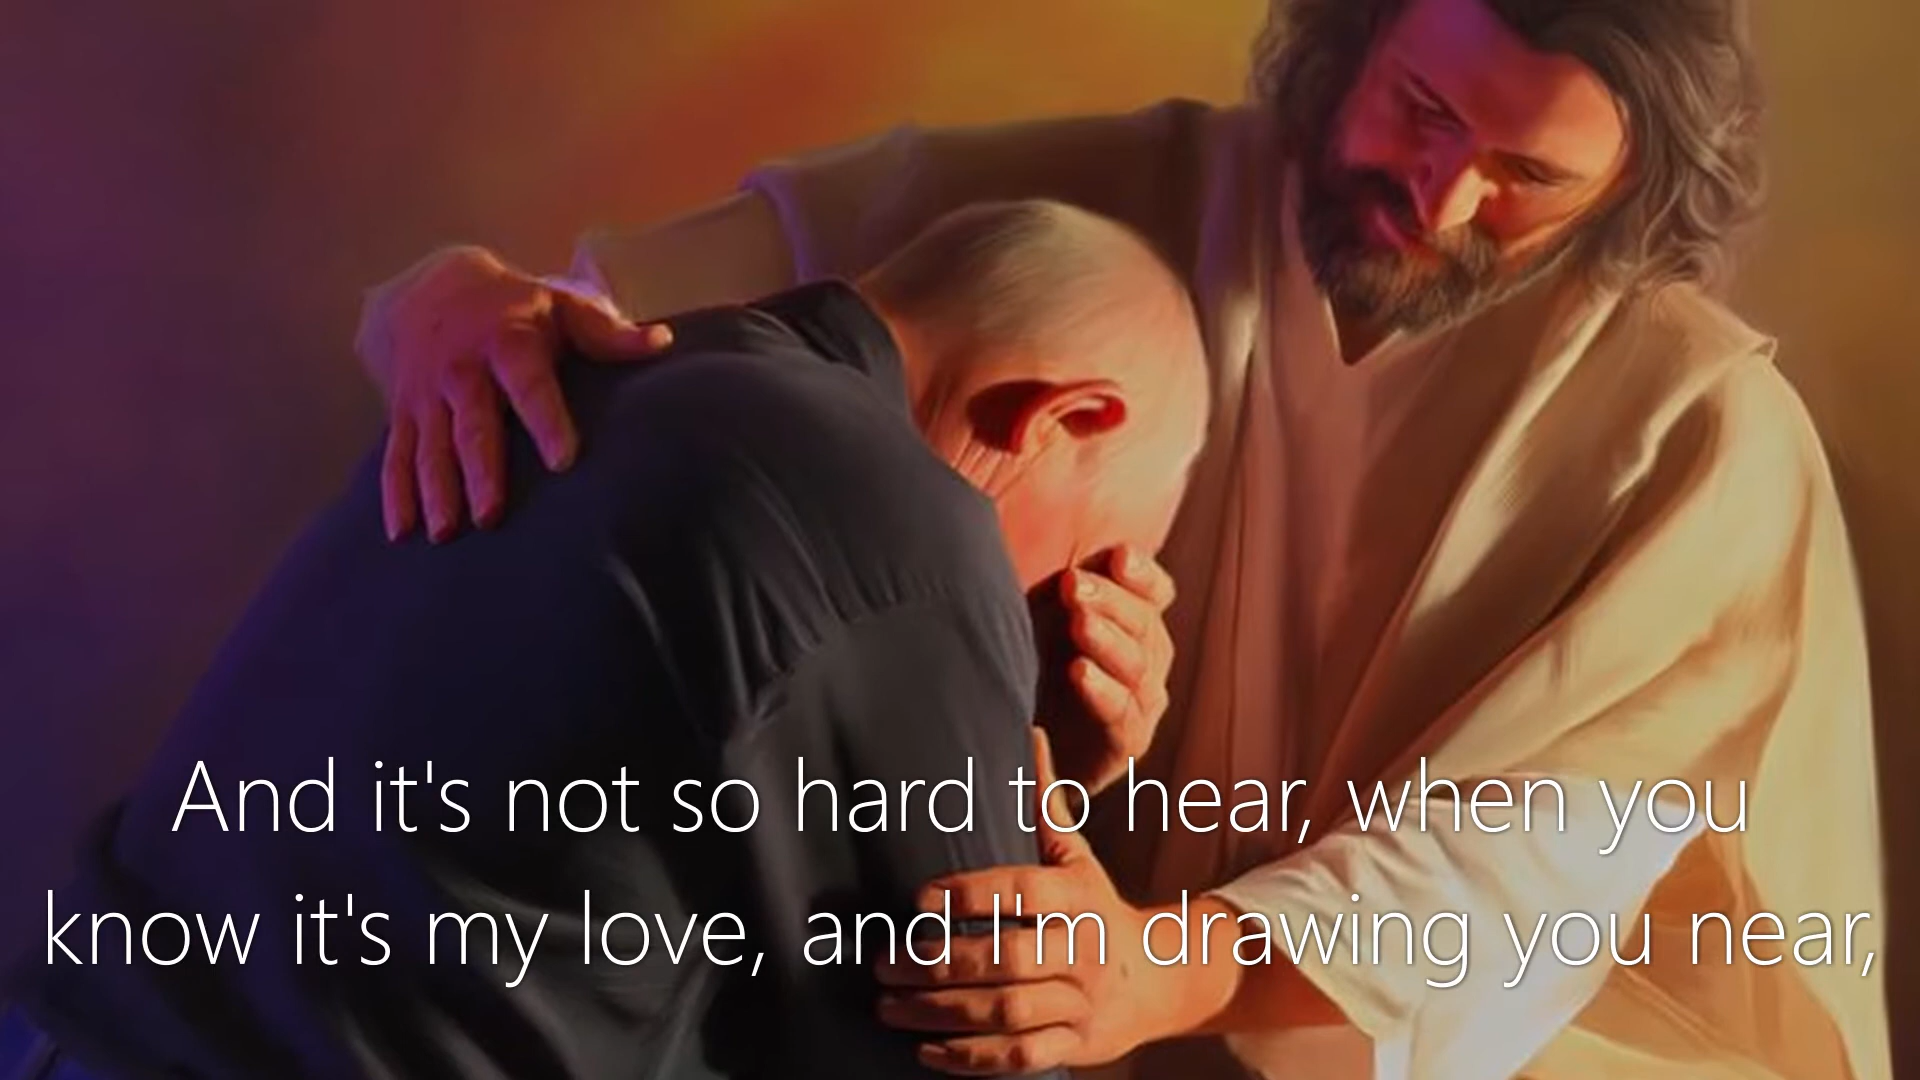 And it's not so hard to hear, when you
know it's my love, and I'm drawing you near,